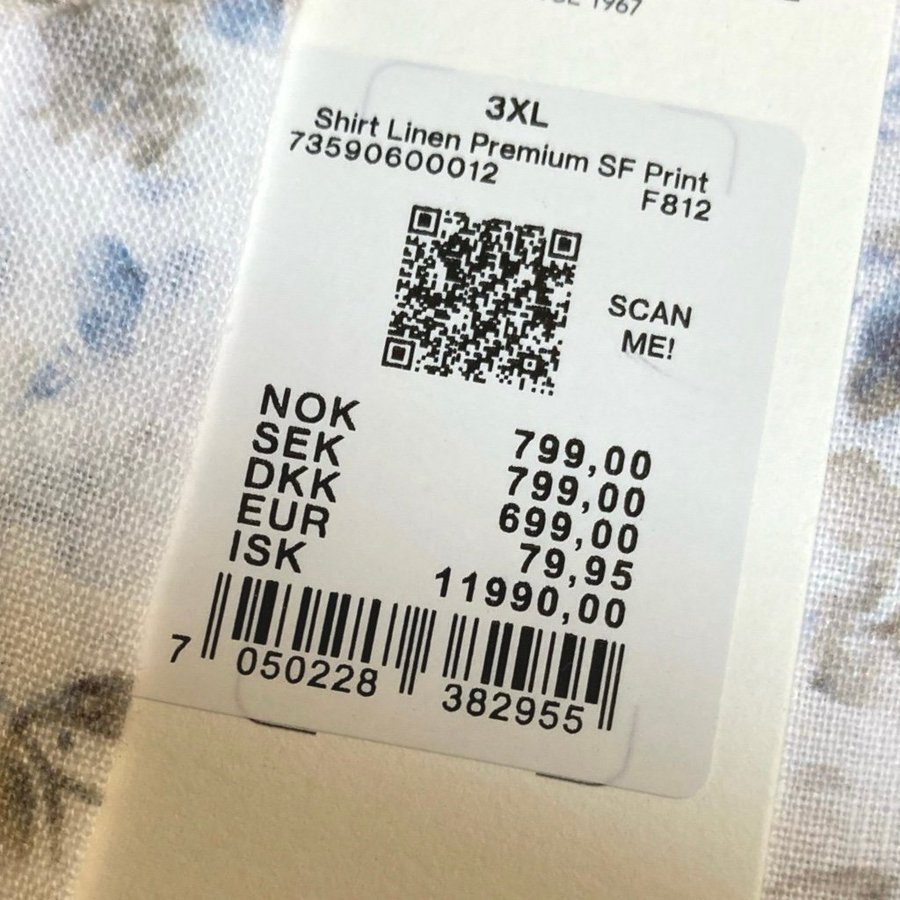 1967
3XL
Shirt Linen Premium SF Print
73590600012
F812
SCAN
ME!
NOK 799,00
SEK 799,00
DKK 699,00
EUR 79,95
ISK 11990,00
7 050228 382955